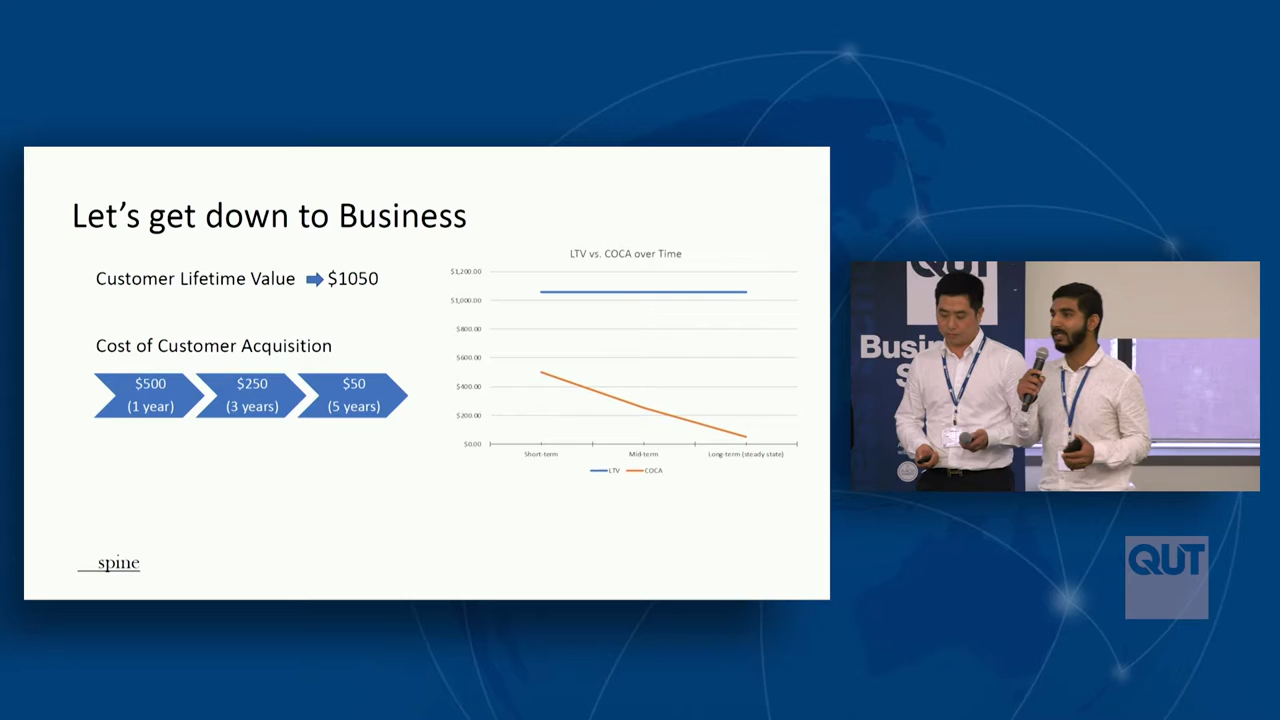 Let's get down to Business
Customer Lifetime Value $1050
Cost of Customer Acquisition
$500
(1 year)
$250
(3 years)
$50
(5 years)
LTV vs. COCA over Time
$1,200.00
$1,000.00
$800.00
$600.00
$400.00
$200.00
$0.00
Short-term
Mid-term
Long-term (steady state)
LTV
COCA
spine
QUT
Busin
S
QUT